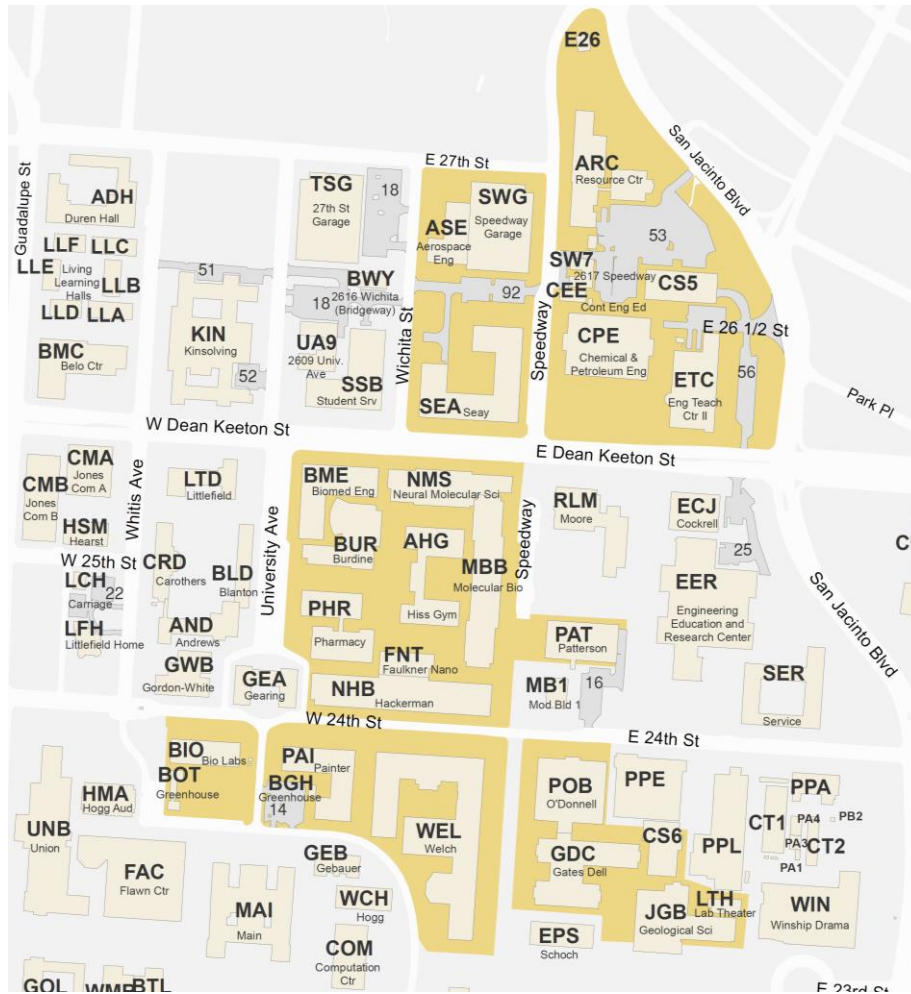 E26
San Jacinto Blvd
E 27th St
Guadalupe St
ADH
Duren Hall
TSG
27th St
Garage
18
ASE
Aerospace
Eng
SWG
Speedway
Garage
ARC
Resource Ctr
53
LLF
LLC
LLE
Living
Learning
Halls
LLB
LLD
LLA
BMC
Belo Ctr
51
KIN
Kinsolving
52
18
BWY
2616 Wichita
(Bridgeway)
UA9
2609 Univ.
Ave
SSB
Student Srv
Wichita St
92
SEA
Seay
Speedway
SW7
2617 Speedway
CEE
Cont Eng Ed
CS5
CPE
Chemical &
Petroleum Eng
E 26 1/2 St
ETC
Eng Teach
Ctr II
56
Park Pl
W Dean Keeton St
E Dean Keeton St
CMA
Jones
Com A
CMB
Jones
Com B
HSM
Hearst
Whitis Ave
LTD
Littlefield
University Ave
BME
Biomed Eng
NMS
Neural Molecular Sci
BUR
Burdine
AHG
Hiss Gym
MBB
Molecular Bio
Speedway
RLM
Moore
ECJ
Cockrell
25
EER
Engineering
Education and
Research Center
San Jacinto Blvd
C
W 25th St
LCH
Carriage
22
LFH
Littlefield Home
CRD
Carothers
BLD
Blanton
AND
Andrews
GWB
Gordon-White
GEA
Gearing
PHR
Pharmacy
FNT
Faulkner Nano
NHB
Hackerman
PAT
Patterson
MB1
Mod Bld 1
16
SER
Service
W 24th St
E 24th St
BIO
Bio Labs
BOT
Greenhouse
PAI
Painter
BGH
Greenhouse
14
HMA
Hogg Aud
UNB
Union
FAC
Flawn Ctr
MAI
Main
GEB
Gebauer
WCH
Hogg
COM
Computation
Ctr
WEL
Welch
POB
O'Donnell
PPE
GDC
Gates Dell
CS6
PPL
CT1
PPA
PA4
PB2
PA3
CT2
PA1
JGB
Geological Sci
LTH
Lab Theater
WIN
Winship Drama
EPS
Schoch
GOL
WMB
BTL
E 23rd St